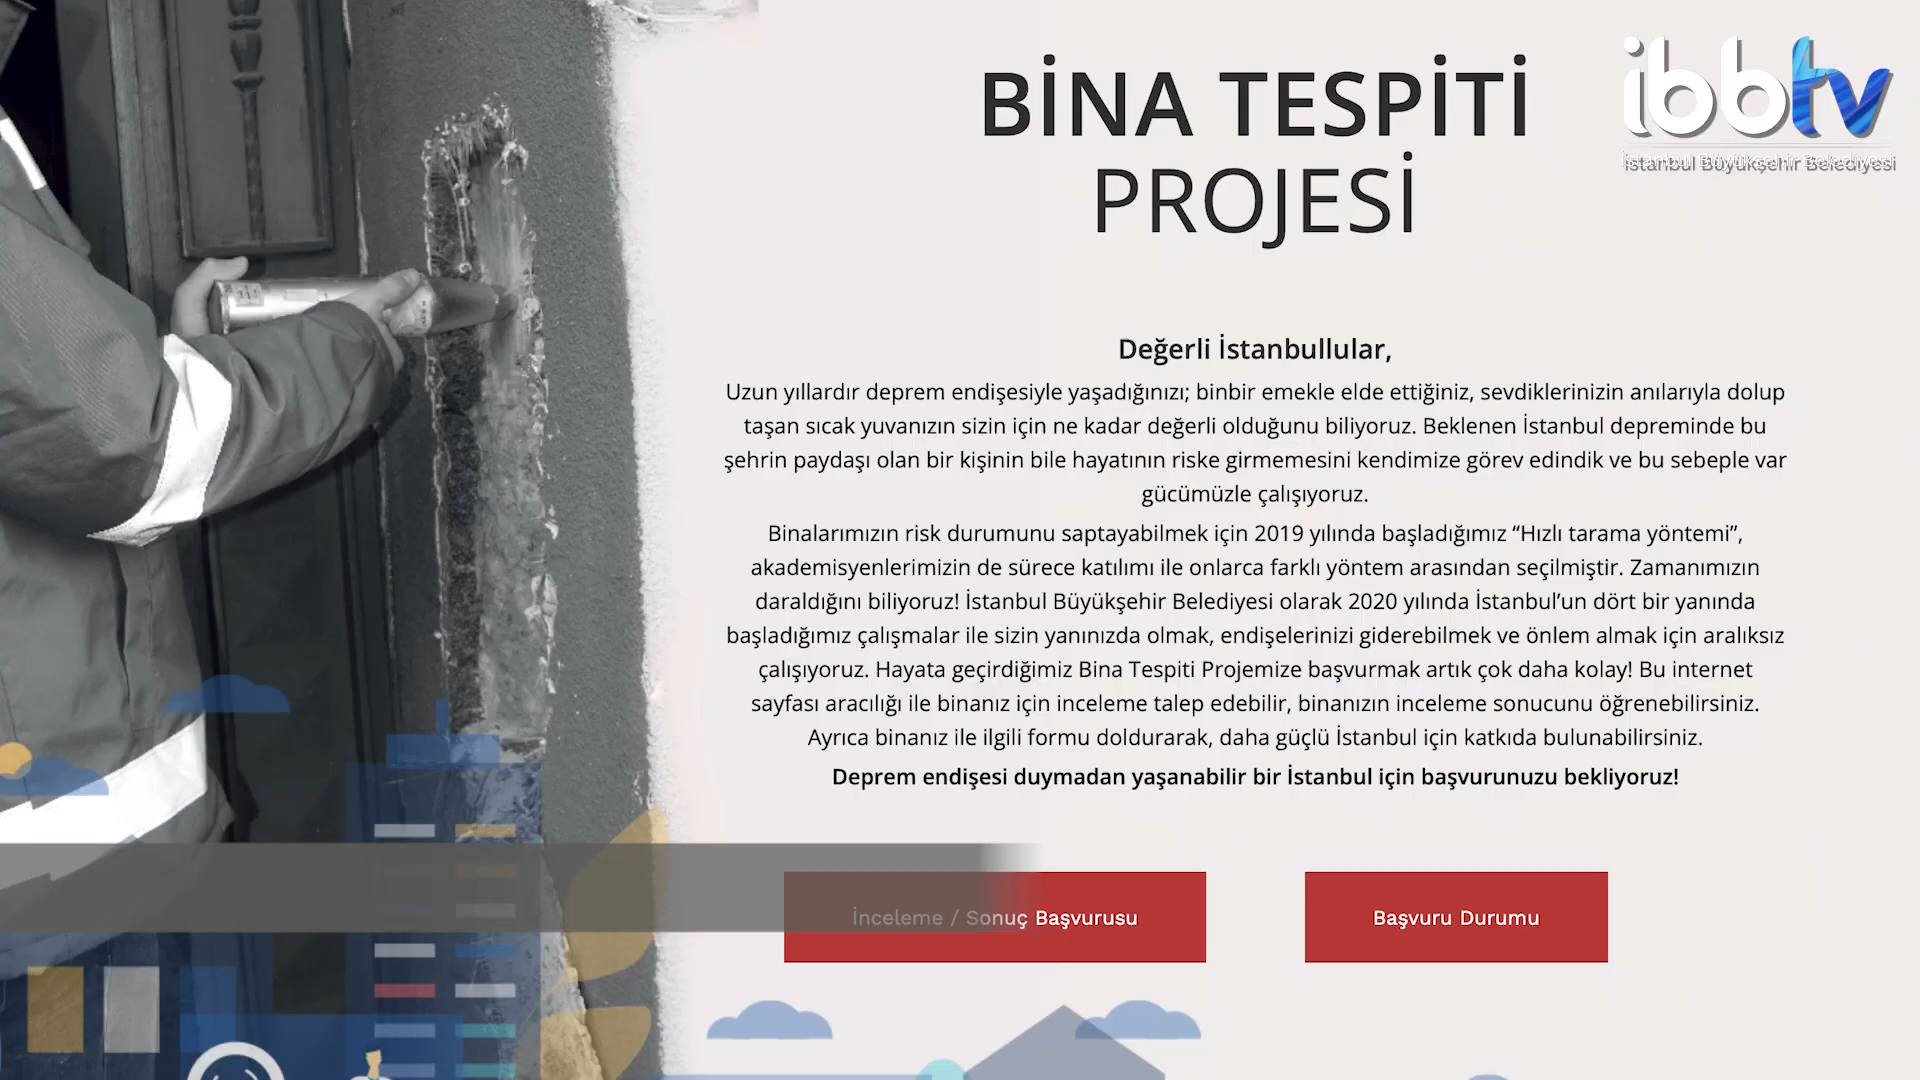 BİNA TESPİTİ
PROJESİ
ibbtv
İstanbul Büyükşehir Belediyesi
Değerli İstanbullular,
Uzun yıllardır deprem endişesiyle yaşadığınızı; binbir emekle elde ettiğiniz, sevdiklerinizin anılarıyla dolup
taşan sıcak yuvanızın sizin için ne kadar değerli olduğunu biliyoruz. Beklenen İstanbul depreminde bu
şehrin paydaşı olan bir kişinin bile hayatının riske girmemesini kendimize görev edindik ve bu sebeple var
gücümüzle çalışıyoruz.
Binalarımızın risk durumunu saptayabilmek için 2019 yılında başladığımız “Hızlı tarama yöntemi”,
akademisyenlerimizin de sürece katılımı ile onlarca farklı yöntem arasından seçilmiştir. Zamanımızın
daraldığını biliyoruz! İstanbul Büyükşehir Belediyesi olarak 2020 yılında İstanbul’un dört bir yanında
başladığımız çalışmalar ile sizin yanınızda olmak, endişelerinizi giderebilmek ve önlem almak için aralıksız
çalışıyoruz. Hayata geçirdiğimiz Bina Tespiti Projemize başvurmak artık çok daha kolay! Bu internet
sayfası aracılığı ile binanız için inceleme talep edebilir, binanızın inceleme sonucunu öğrenebilirsiniz.
Ayrıca binanız ile ilgili formu doldurarak, daha güçlü İstanbul için katkıda bulunabilirsiniz.
Deprem endişesi duymadan yaşanabilir bir İstanbul için başvurunuzu bekliyoruz!
İnceleme / Sonuç Başvurusu
Başvuru Durumu